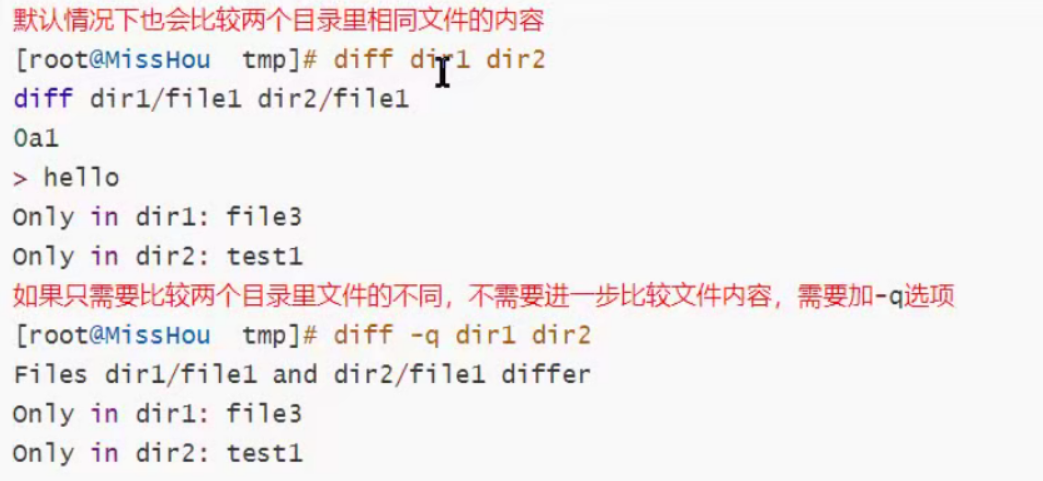 默认情况下也会比较两个目录里相同文件的内容
[root@MissHou  tmp]# diff dir1 dir2
diff dir1/file1 dir2/file1
0a1
> hello
Only in dir1: file3
Only in dir2: test1
如果只需要比较两个目录里文件的不同，不需要进一步比较文件内容，需要加-q选项
[root@MissHou  tmp]# diff -q dir1 dir2
Files dir1/file1 and dir2/file1 differ
Only in dir1: file3
Only in dir2: test1